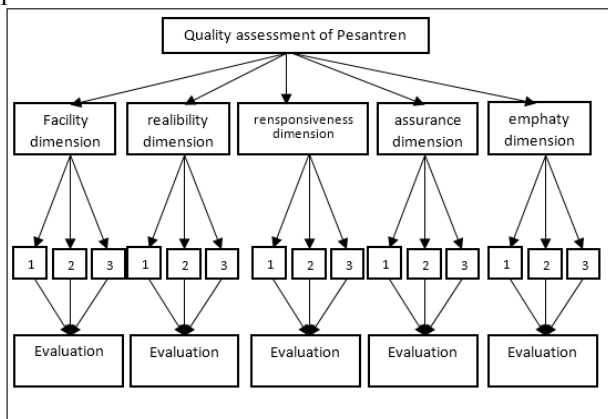 Quality assessment of Pesantren
Facility dimension
realibility dimension
rensponsiveness dimension
assurance dimension
emphaty dimension
1 2 3 1 2 3 1 2 3 1 2 3 1 2 3
Evaluation Evaluation Evaluation Evaluation Evaluation